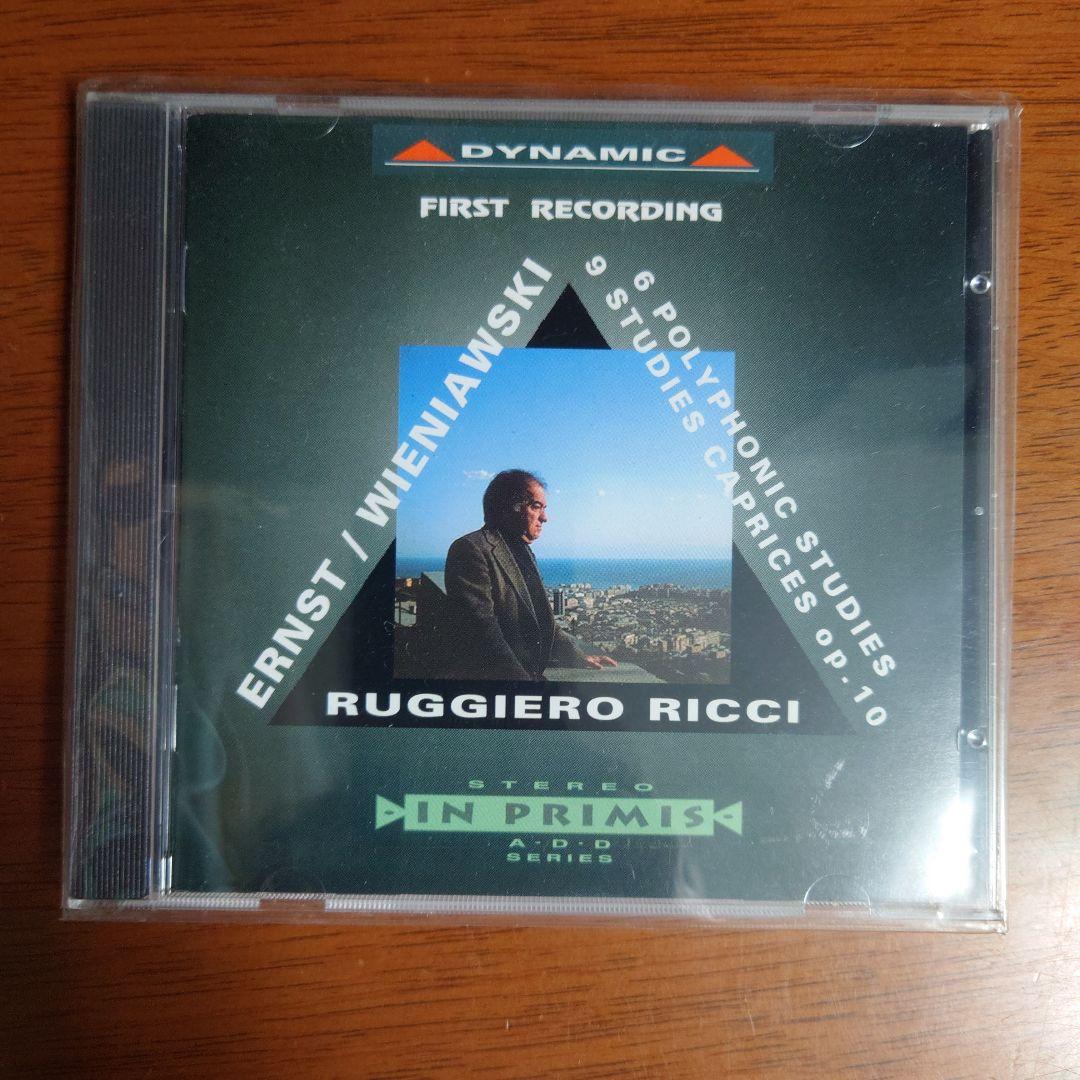 DYNAMIC
FIRST RECORDING
ERNST / WIENIAWSKI
6 POLYPHONIC STUDIES
9 STUDIES CAPRICES op.10
RUGGIERO RICCI
STEREO
IN PRIMIS
A·D·D
SERIES